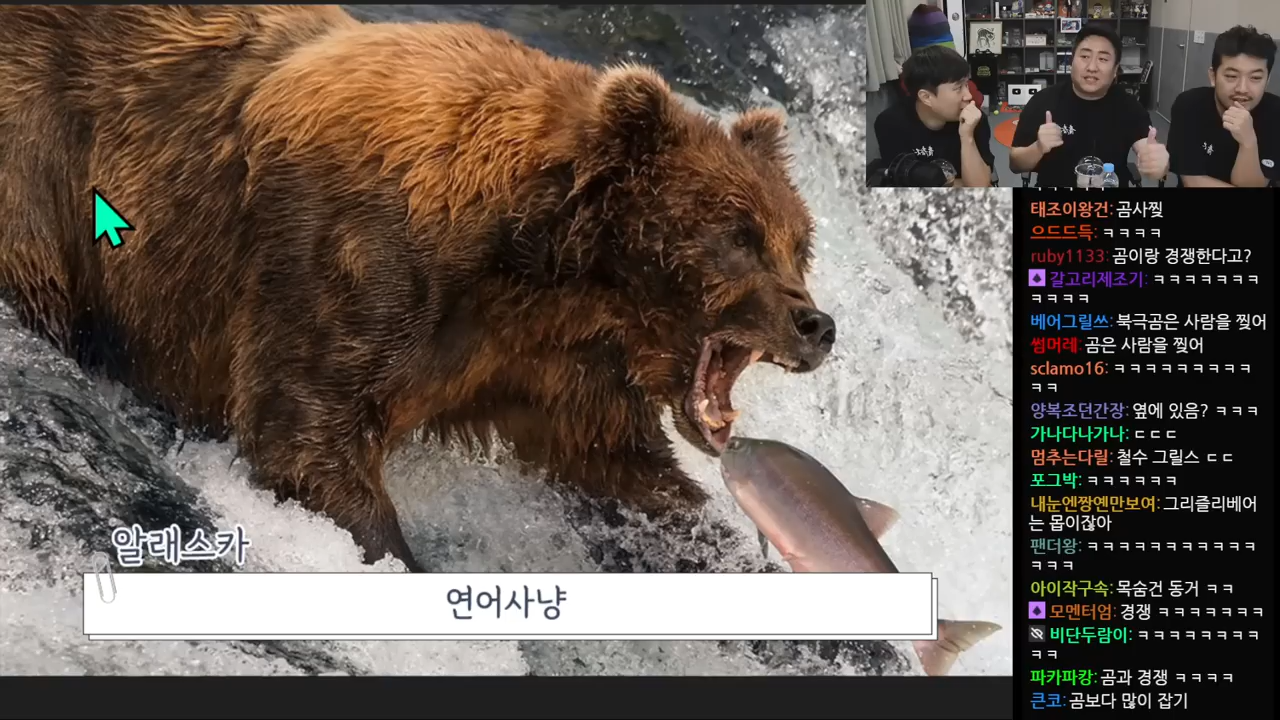 태조이왕건: 곰사찢
으드드득: ㅋㅋㅋㅋ
ruby1133: 곰이랑 경쟁한다고?
갈고리제조기: ㅋㅋㅋㅋㅋㅋㅋ
ㅋㅋㅋㅋ
베어그릴쓰: 북극곰은 사람을 찢어
썸머레: 곰은 사람을 찢어
sclamo16: ㅋㅋㅋㅋㅋㅋㅋㅋㅋ
ㅋㅋ
양복조던간장: 옆에 있음? ㅋㅋㅋ
가나다나가나: ㄷㄷㄷ
멈추는다릴: 철수 그릴스 ㄷㄷ
포그박: ㅋㅋㅋㅋㅋㅋ
내눈엔짱옌만보여: 그리즐리베어
는 몹이잖아
팬더왕: ㅋㅋㅋㅋㅋㅋㅋㅋㅋㅋㅋ
ㅋㅋㅋ
아이작구속: 목숨건 동거 ㅋㅋ
모멘터엄: 경쟁 ㅋㅋㅋㅋㅋㅋㅋ
비단두람이: ㅋㅋㅋㅋㅋㅋㅋㅋ
ㅋㅋ
파카파캉: 곰과 경쟁 ㅋㅋㅋㅋ
큰코: 곰보다 많이 잡기
알래스카
연어사냥